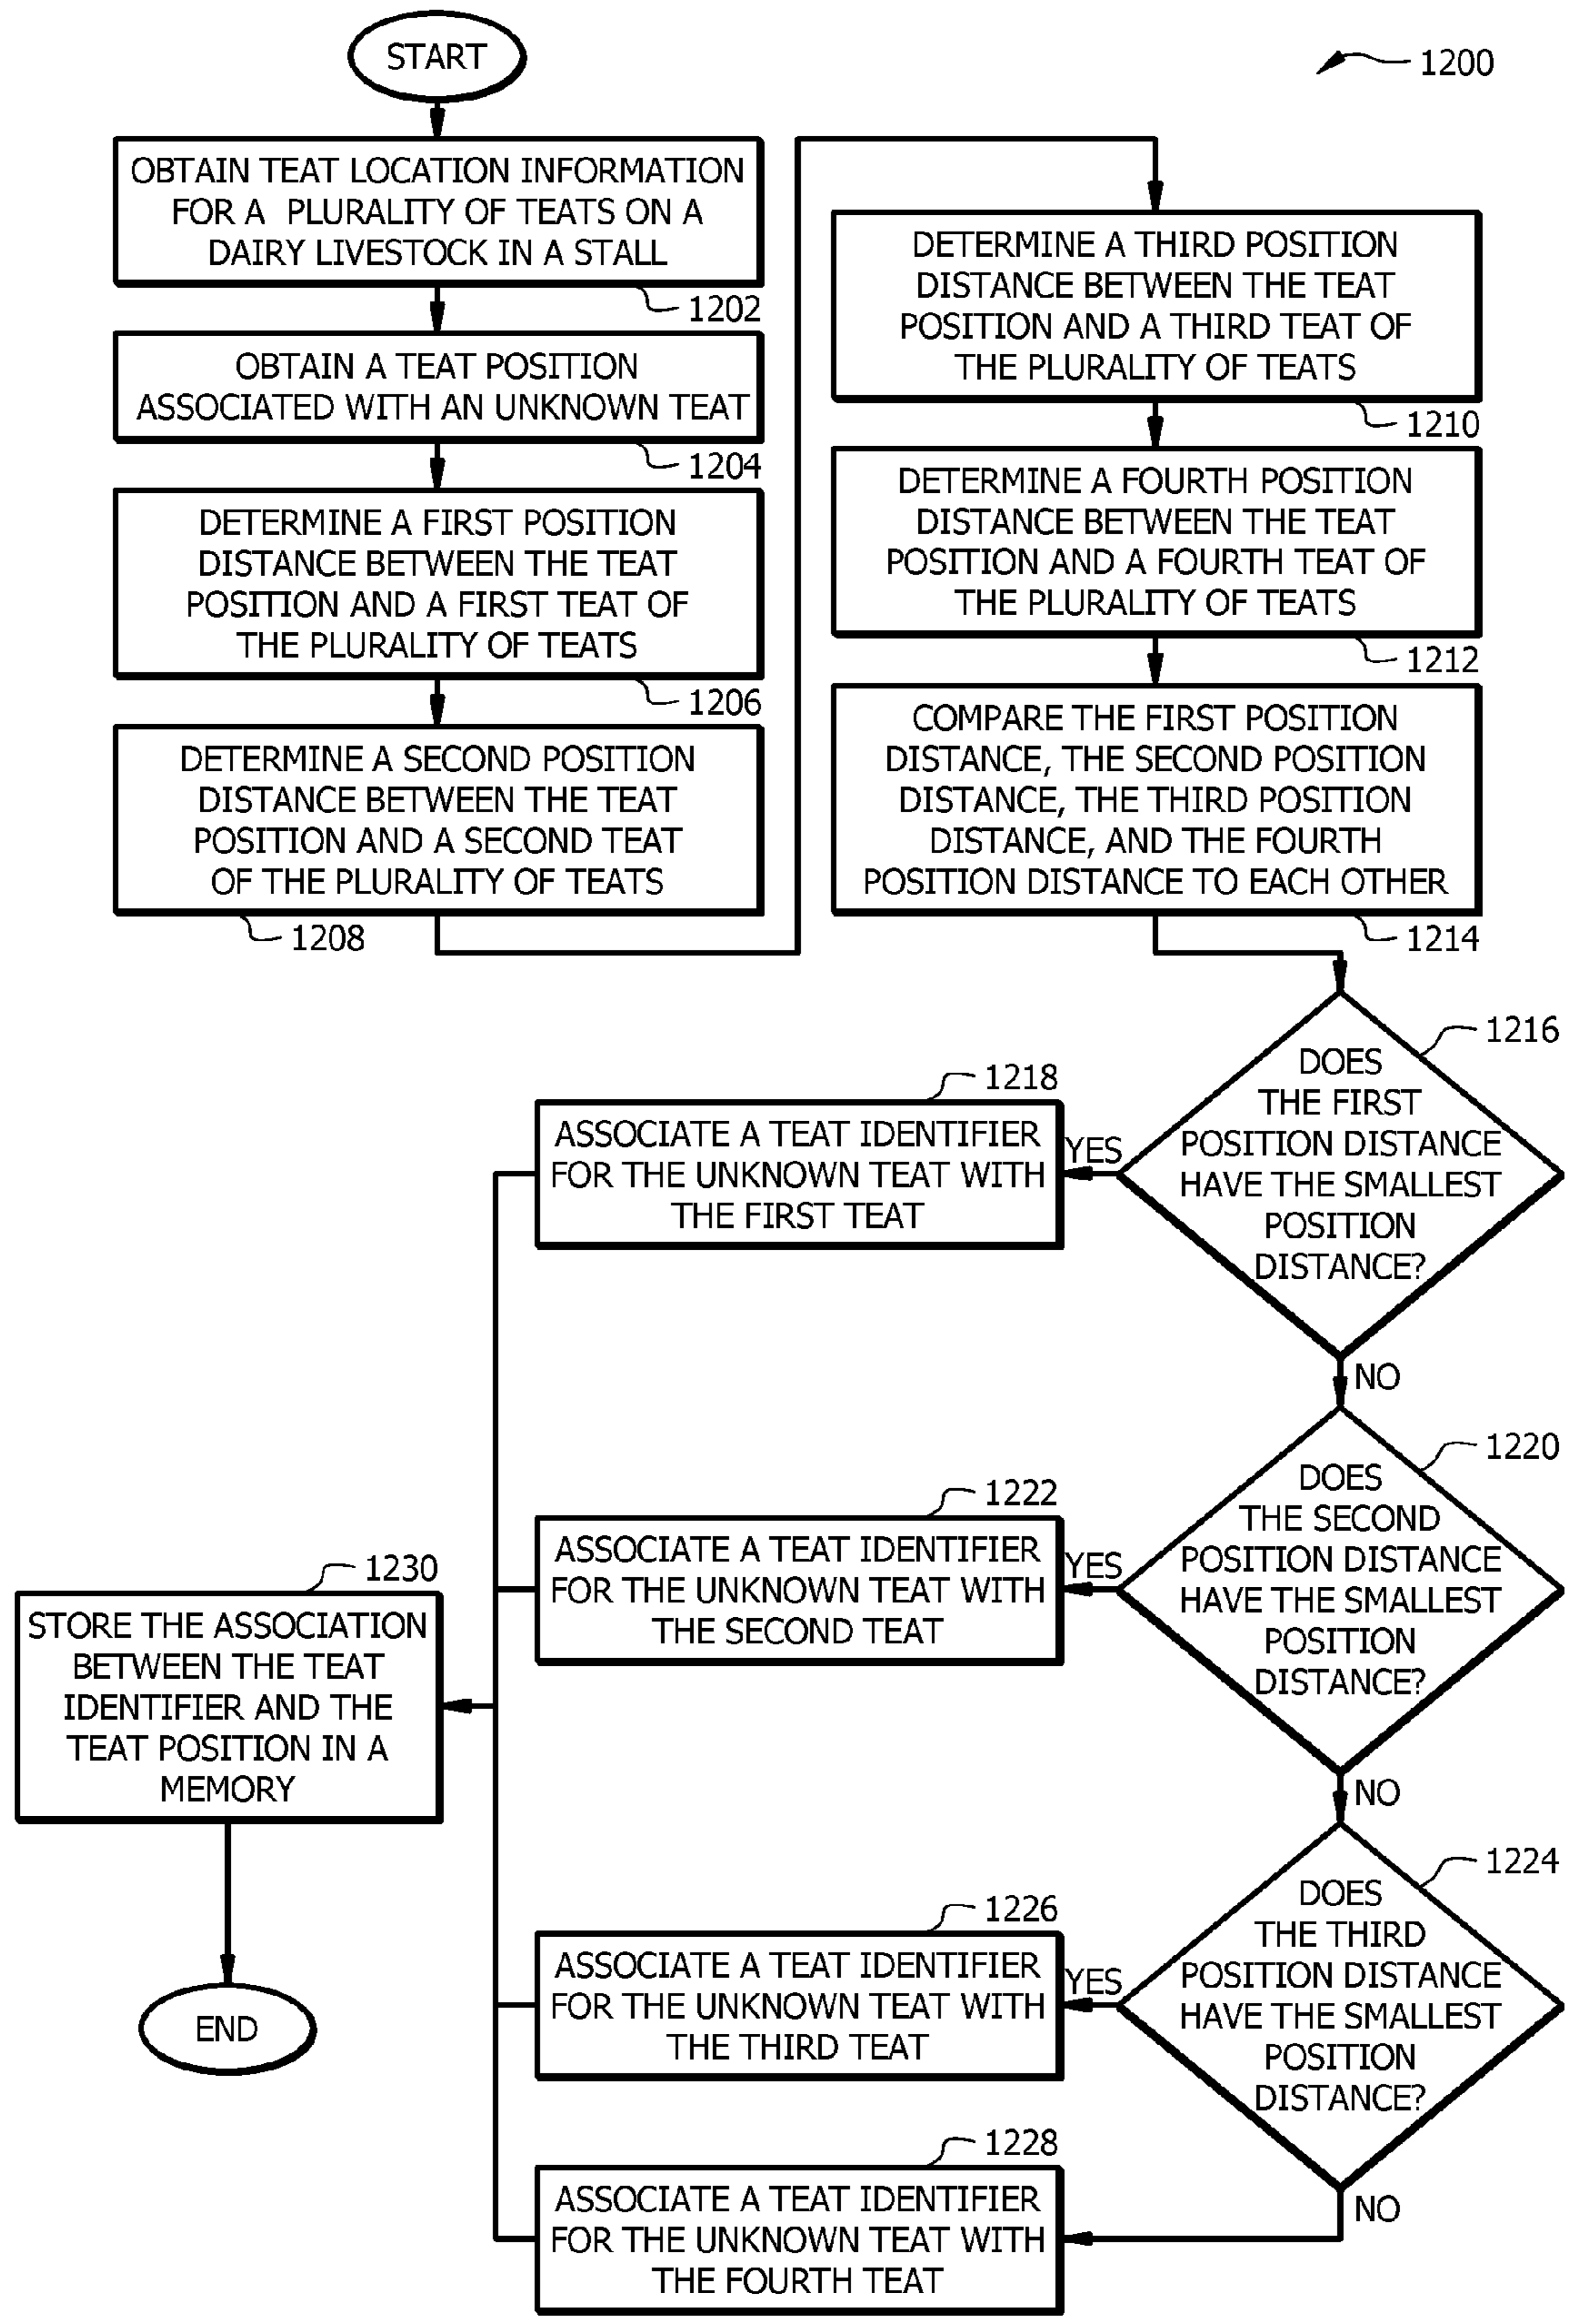 START
1200
OBTAIN TEAT LOCATION INFORMATION
FOR A PLURALITY OF TEATS ON A
DAIRY LIVESTOCK IN A STALL
1202
OBTAIN A TEAT POSITION
ASSOCIATED WITH AN UNKNOWN TEAT
1204
DETERMINE A FIRST POSITION
DISTANCE BETWEEN THE TEAT
POSITION AND A FIRST TEAT OF
THE PLURALITY OF TEATS
1206
DETERMINE A SECOND POSITION
DISTANCE BETWEEN THE TEAT
POSITION AND A SECOND TEAT
OF THE PLURALITY OF TEATS
1208
DETERMINE A THIRD POSITION
DISTANCE BETWEEN THE TEAT
POSITION AND A THIRD TEAT OF
THE PLURALITY OF TEATS
1210
DETERMINE A FOURTH POSITION
DISTANCE BETWEEN THE TEAT
POSITION AND A FOURTH TEAT OF
THE PLURALITY OF TEATS
1212
COMPARE THE FIRST POSITION
DISTANCE, THE SECOND POSITION
DISTANCE, THE THIRD POSITION
DISTANCE, AND THE FOURTH
POSITION DISTANCE TO EACH OTHER
1214
1216
DOES
THE FIRST
POSITION DISTANCE
HAVE THE SMALLEST
POSITION
DISTANCE?
YES
1218
ASSOCIATE A TEAT IDENTIFIER
FOR THE UNKNOWN TEAT WITH
THE FIRST TEAT
NO
1220
DOES
THE SECOND
POSITION DISTANCE
HAVE THE SMALLEST
POSITION
DISTANCE?
YES
1222
ASSOCIATE A TEAT IDENTIFIER
FOR THE UNKNOWN TEAT WITH
THE SECOND TEAT
NO
1224
DOES
THE THIRD
POSITION DISTANCE
HAVE THE SMALLEST
POSITION
DISTANCE?
YES
1226
ASSOCIATE A TEAT IDENTIFIER
FOR THE UNKNOWN TEAT WITH
THE THIRD TEAT
NO
1228
ASSOCIATE A TEAT IDENTIFIER
FOR THE UNKNOWN TEAT WITH
THE FOURTH TEAT
1230
STORE THE ASSOCIATION
BETWEEN THE TEAT
IDENTIFIER AND THE
TEAT POSITION IN A
MEMORY
END